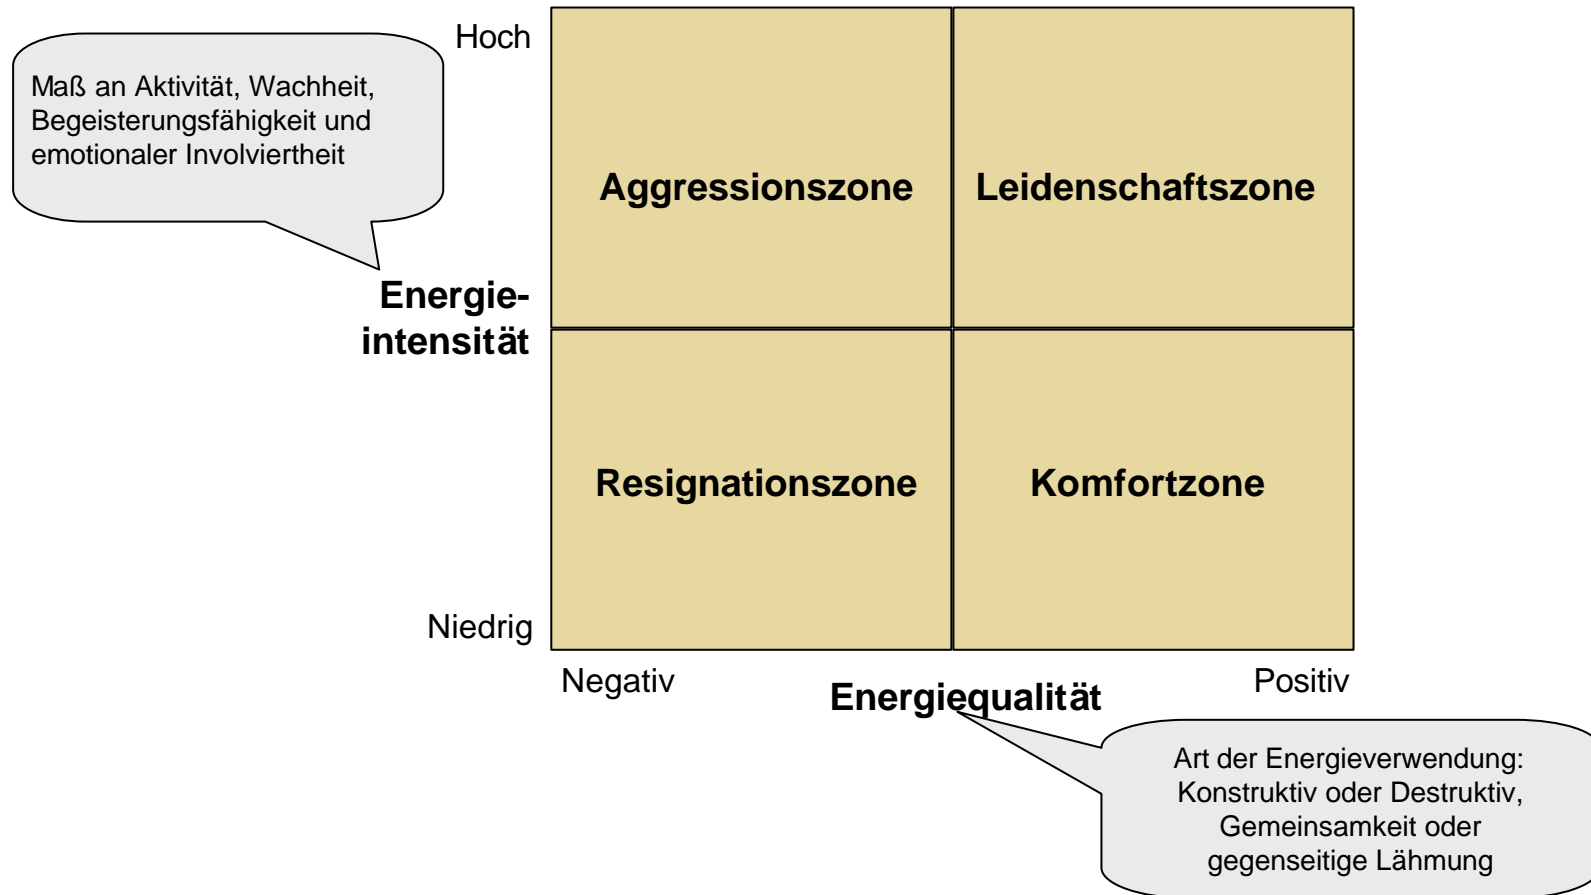 Hoch
Maß an Aktivität, Wachheit,
Begeisterungsfähigkeit und
emotionaler Involviertheit
Aggressionszone
Leidenschaftszone
Energie-
intensität
Resignationszone
Komfortzone
Niedrig
Negativ
Energiequalität
Positiv
Art der Energieverwendung:
Konstruktiv oder Destruktiv,
Gemeinsamkeit oder
gegenseitige Lähmung